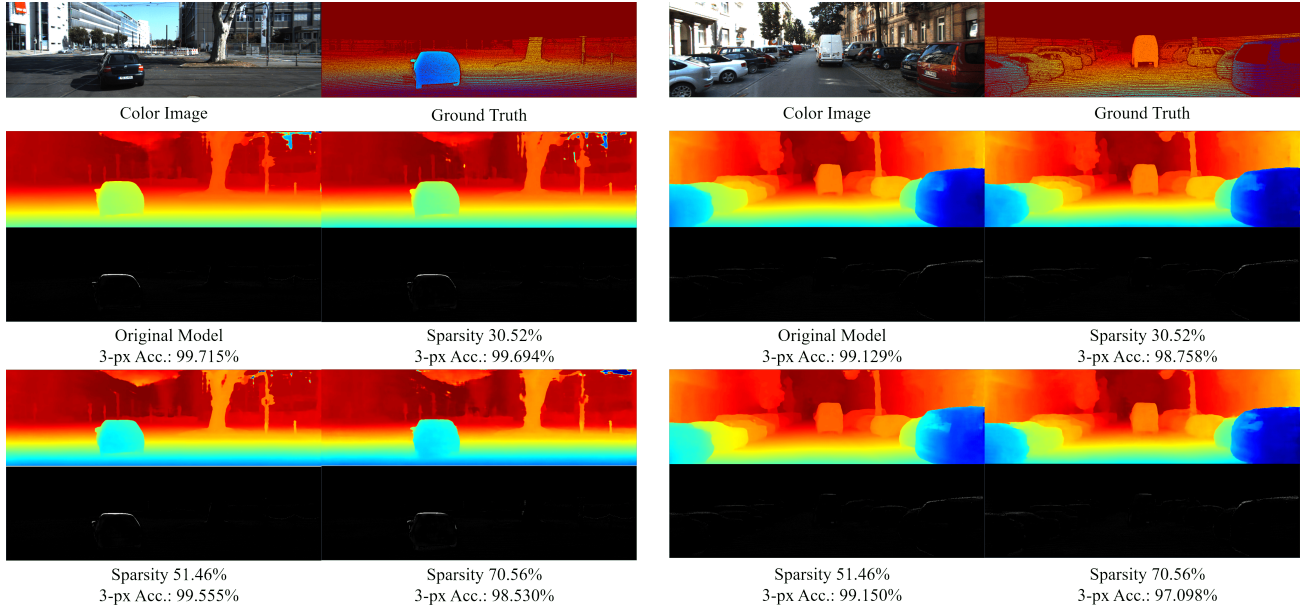 Color Image
Ground Truth
Color Image
Ground Truth
Original Model
3-px Acc.: 99.715%
Sparsity 30.52%
3-px Acc.: 99.694%
Original Model
3-px Acc.: 99.129%
Sparsity 30.52%
3-px Acc.: 98.758%
Sparsity 51.46%
3-px Acc.: 99.555%
Sparsity 70.56%
3-px Acc.: 98.530%
Sparsity 51.46%
3-px Acc.: 99.150%
Sparsity 70.56%
3-px Acc.: 97.098%